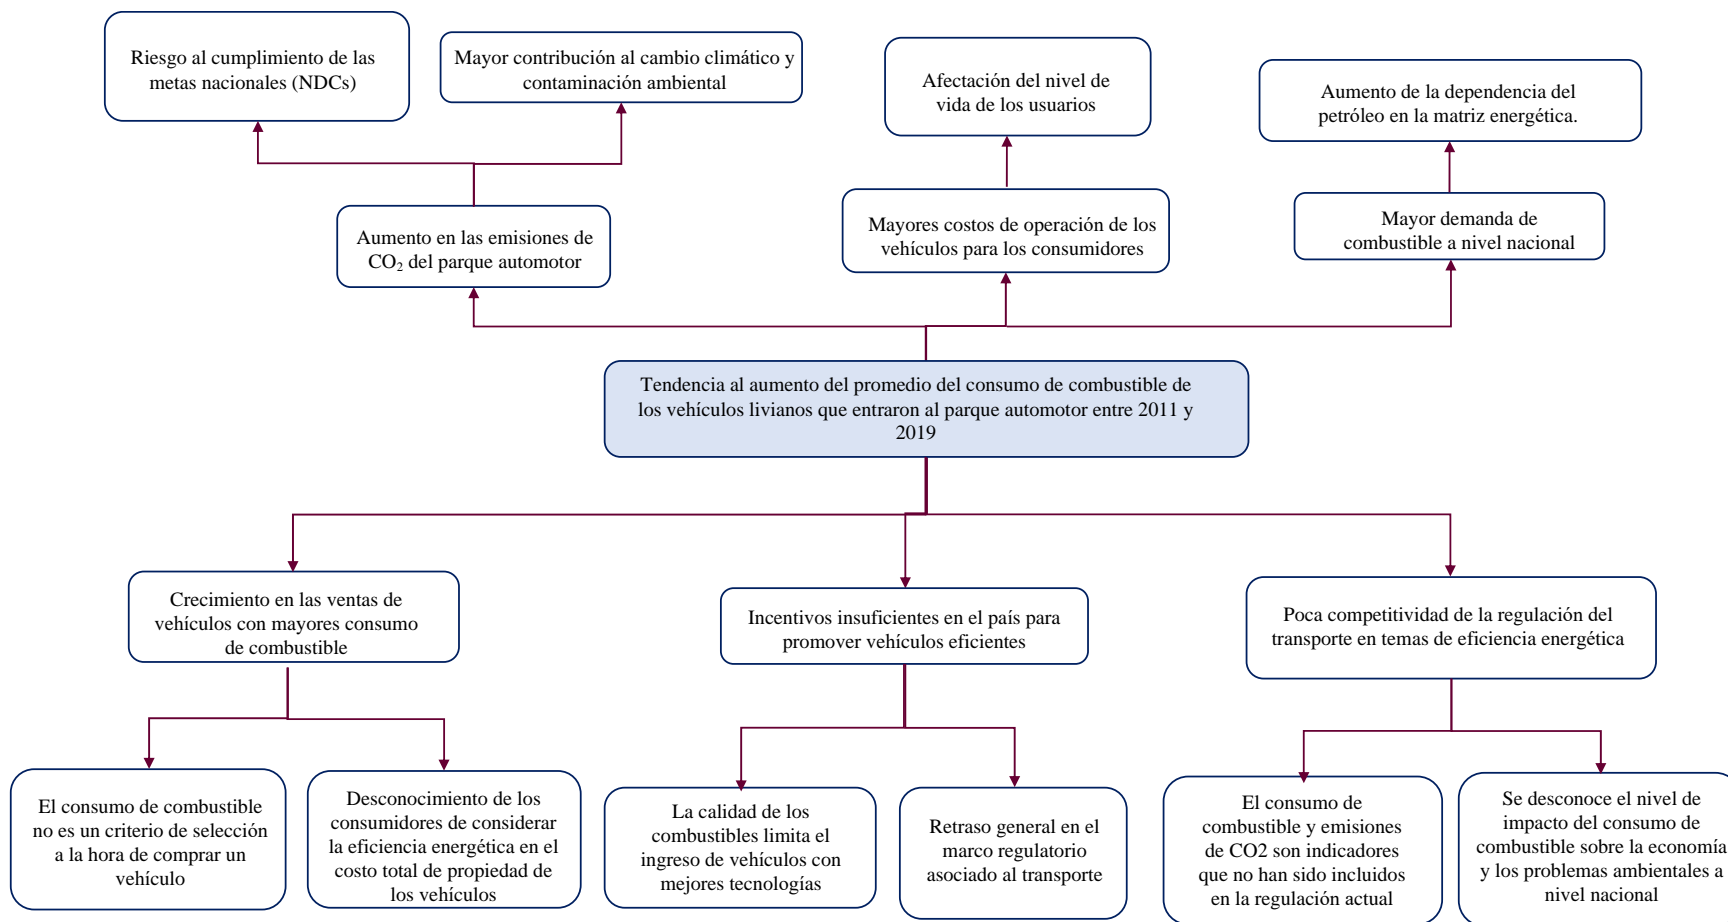 Riesgo al cumplimiento de las
metas nacionales (NDCs)
Mayor contribución al cambio climático y
contaminación ambiental
Afectación del nivel de
vida de los usuarios
Aumento de la dependencia del
petróleo en la matriz energética.
Aumento en las emisiones de
CO₂ del parque automotor
Mayores costos de operación de los
vehículos para los consumidores
Mayor demanda de
combustible a nivel nacional
Tendencia al aumento del promedio del consumo de combustible de
los vehículos livianos que entraron al parque automotor entre 2011 y
2019
Crecimiento en las ventas de
vehículos con mayores consumo
de combustible
Incentivos insuficientes en el país para
promover vehículos eficientes
Poca competitividad de la regulación del
transporte en temas de eficiencia energética
El consumo de combustible
no es un criterio de selección
a la hora de comprar un
vehículo
Desconocimiento de los
consumidores de considerar
la eficiencia energética en el
costo total de propiedad de
los vehículos
La calidad de los
combustibles limita el
ingreso de vehículos con
mejores tecnologías
Retraso general en el
marco regulatorio
asociado al transporte
El consumo de
combustible y emisiones
de CO2 son indicadores
que no han sido incluidos
en la regulación actual
Se desconoce el nivel de
impacto del consumo de
combustible sobre la economía
y los problemas ambientales a
nivel nacional